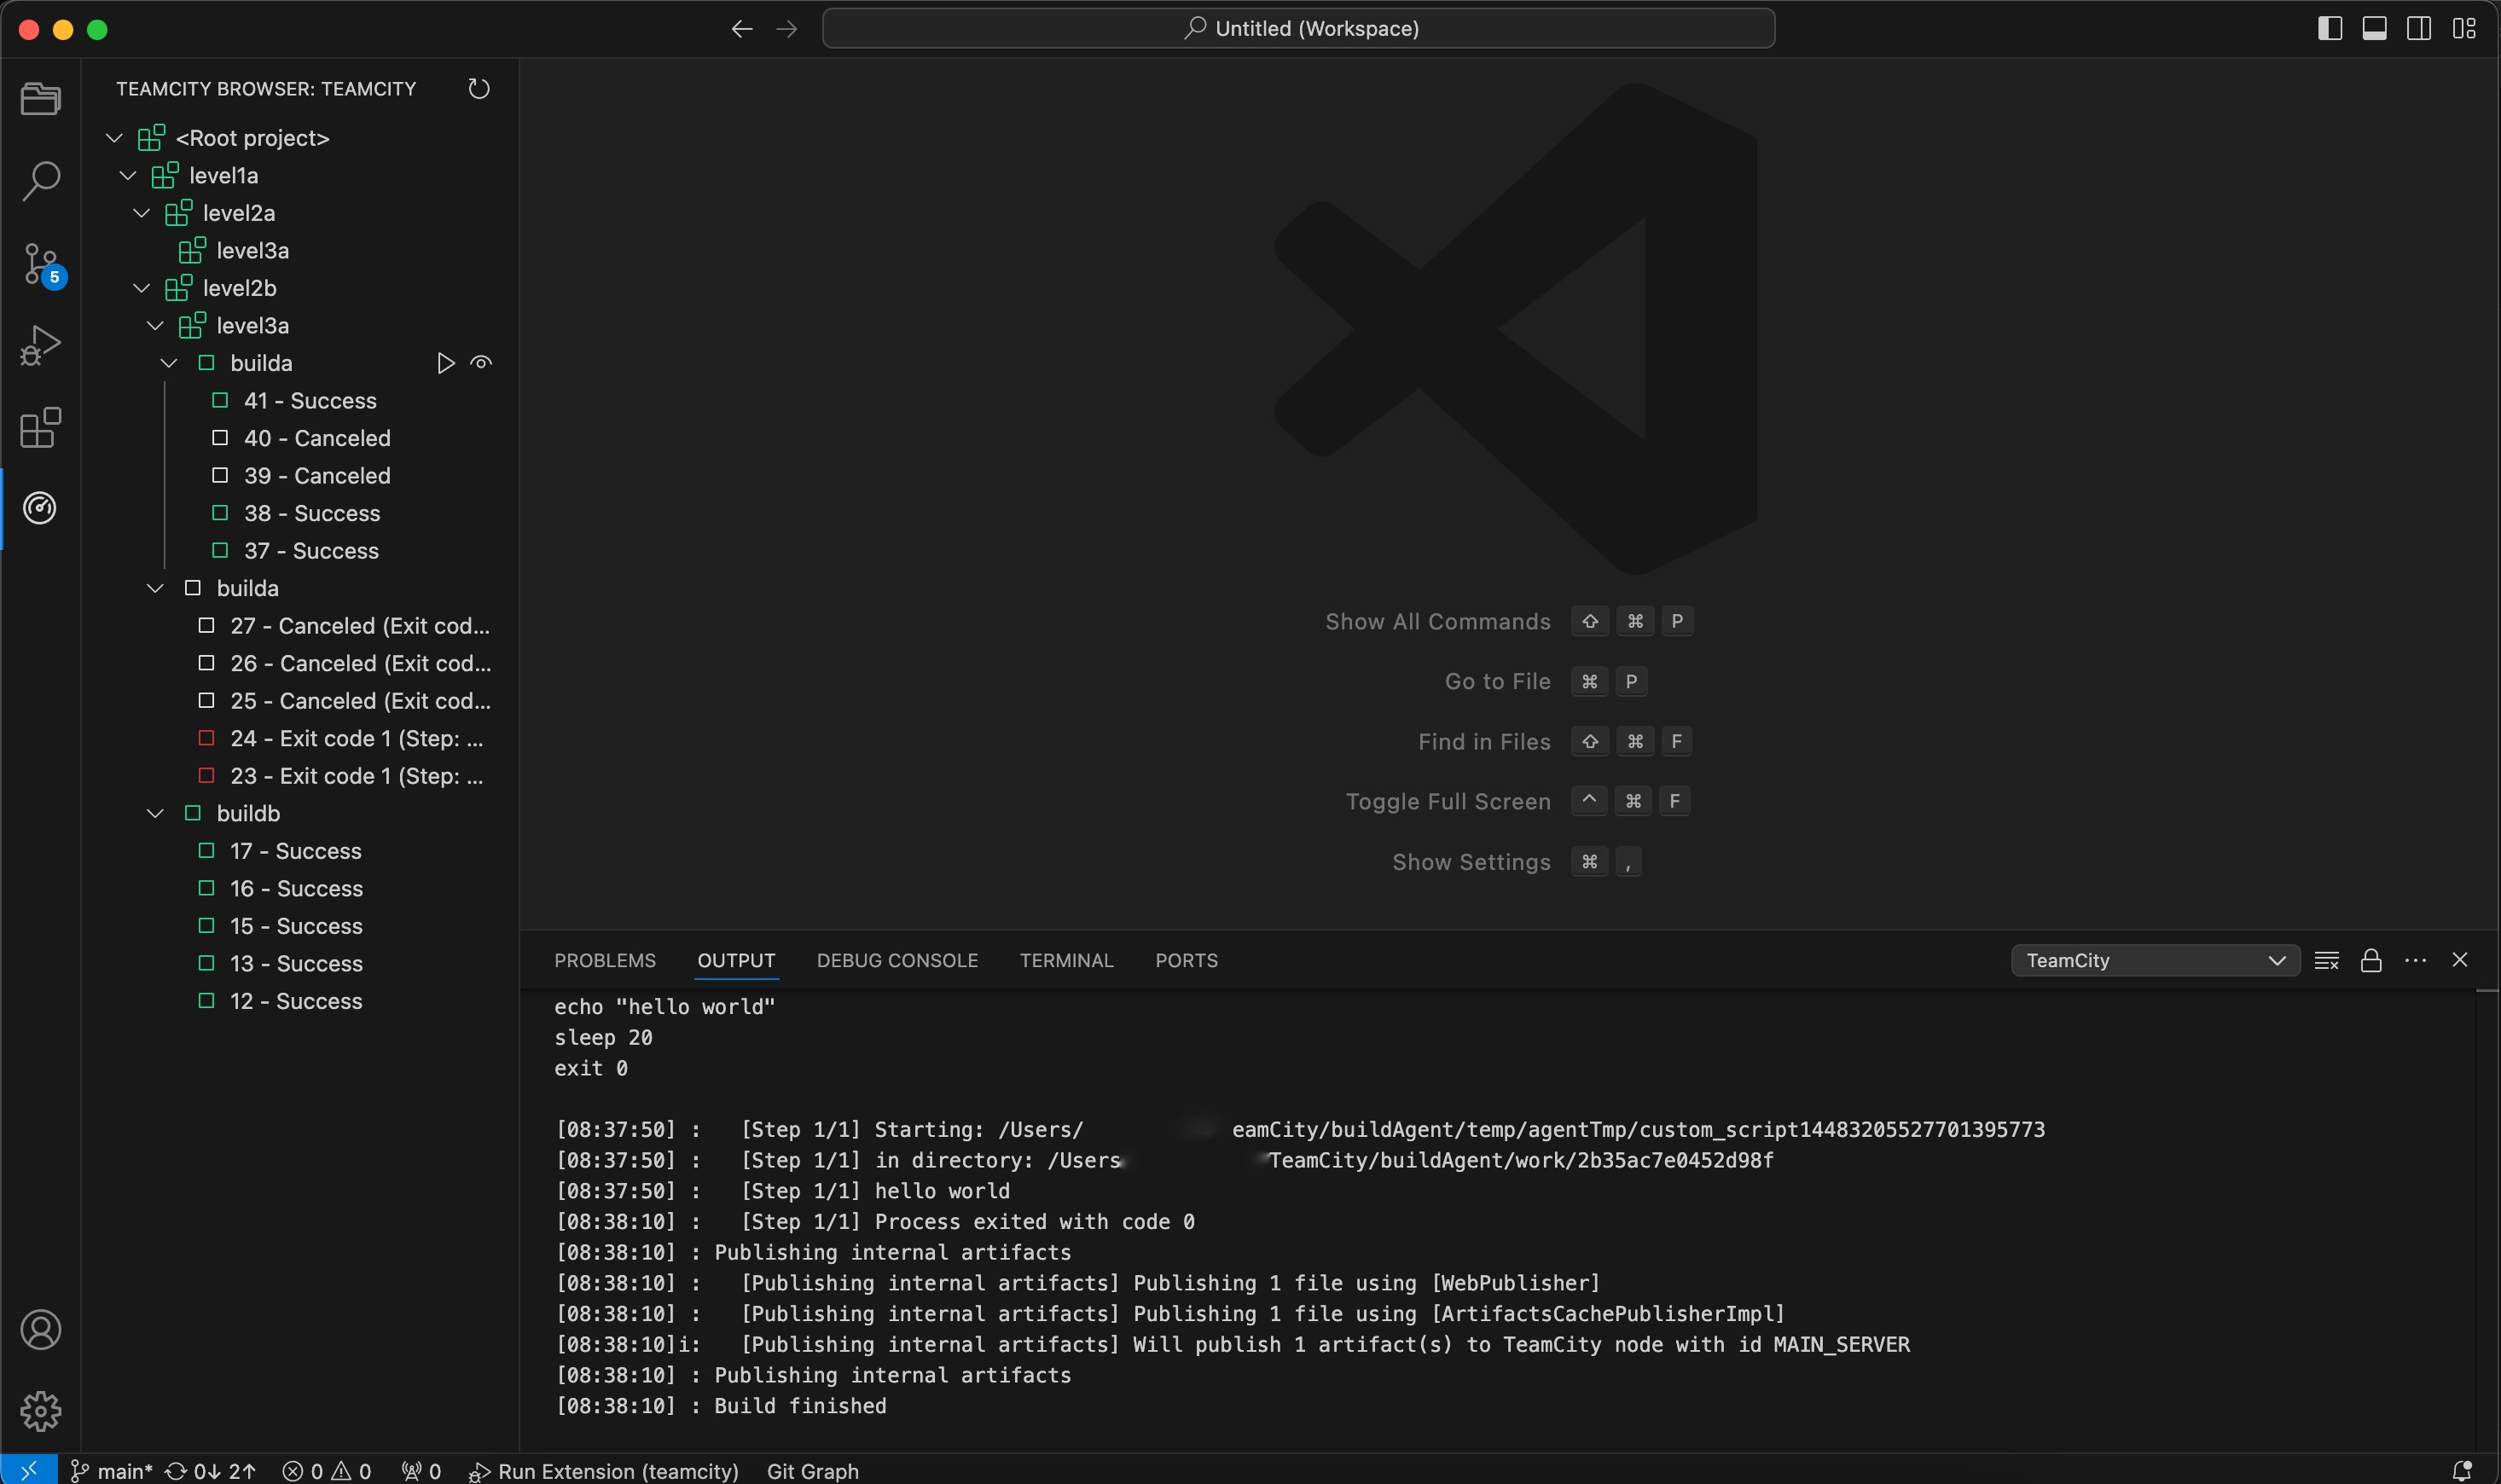 Untitled (Workspace)
TEAMCITY BROWSER: TEAMCITY
<Root project>
level1a
level2a
level3a
level2b
level3a
builda
41 - Success
40 - Canceled
39 - Canceled
38 - Success
37 - Success
builda
27 - Canceled (Exit cod...
26 - Canceled (Exit cod...
25 - Canceled (Exit cod...
24 - Exit code 1 (Step: ...
23 - Exit code 1 (Step: ...
buildb
17 - Success
16 - Success
15 - Success
13 - Success
12 - Success
5
Show All Commands ⇧ ⌘ P
Go to File ⌘ P
Find in Files ⇧ ⌘ F
Toggle Full Screen ^ ⌘ F
Show Settings ⌘ ,
PROBLEMS OUTPUT DEBUG CONSOLE TERMINAL PORTS TeamCity
echo "hello world"
sleep 20
exit 0
[08:37:50] :   [Step 1/1] Starting: /Users/ eamCity/buildAgent/temp/agentTmp/custom_script14483205527701395773
[08:37:50] :   [Step 1/1] in directory: /Users TeamCity/buildAgent/work/2b35ac7e0452d98f
[08:37:50] :   [Step 1/1] hello world
[08:38:10] :   [Step 1/1] Process exited with code 0
[08:38:10] : Publishing internal artifacts
[08:38:10] :   [Publishing internal artifacts] Publishing 1 file using [WebPublisher]
[08:38:10] :   [Publishing internal artifacts] Publishing 1 file using [ArtifactsCachePublisherImpl]
[08:38:10]i:   [Publishing internal artifacts] Will publish 1 artifact(s) to TeamCity node with id MAIN_SERVER
[08:38:10] : Publishing internal artifacts
[08:38:10] : Build finished
main* 0↓ 2↑ 0 0 0 Run Extension (teamcity) Git Graph